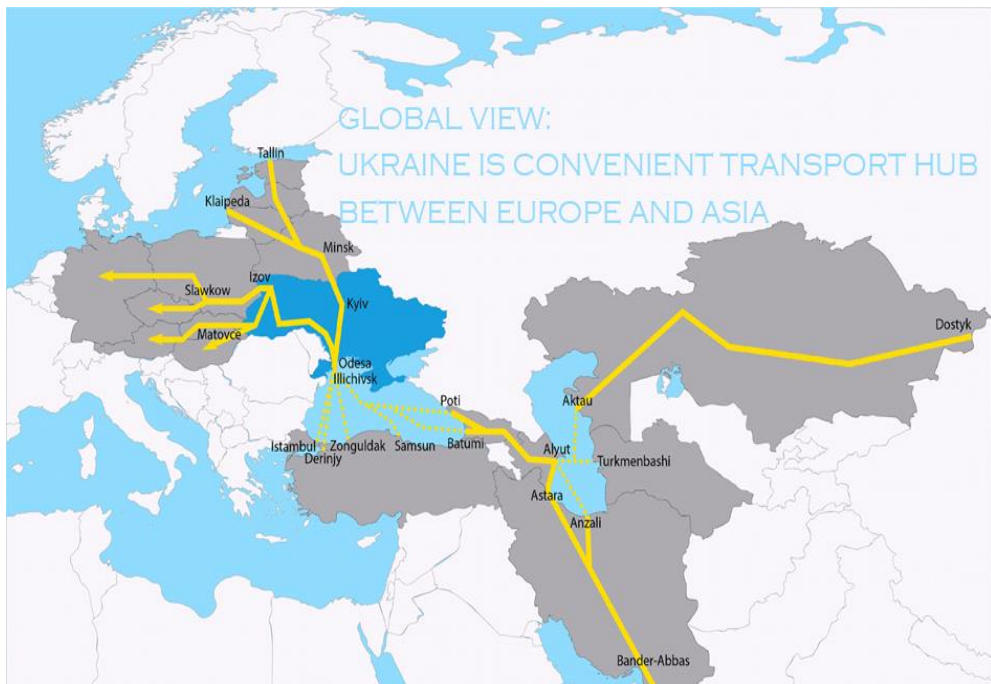 GLOBAL VIEW:
UKRAINE IS CONVENIENT TRANSPORT HUB
BETWEEN EUROPE AND ASIA
Tallin
Klaipeda
Minsk
Izov
Slawkow
Kyiv
Matovce
Dostyk
Odesa
Illichivsk
Aktau
Poti
Istambul
Zonguldak
Samsun
Batumi
Derinjy
Alyut
Turkmenbashi
Astara
Anzali
Bander-Abbas